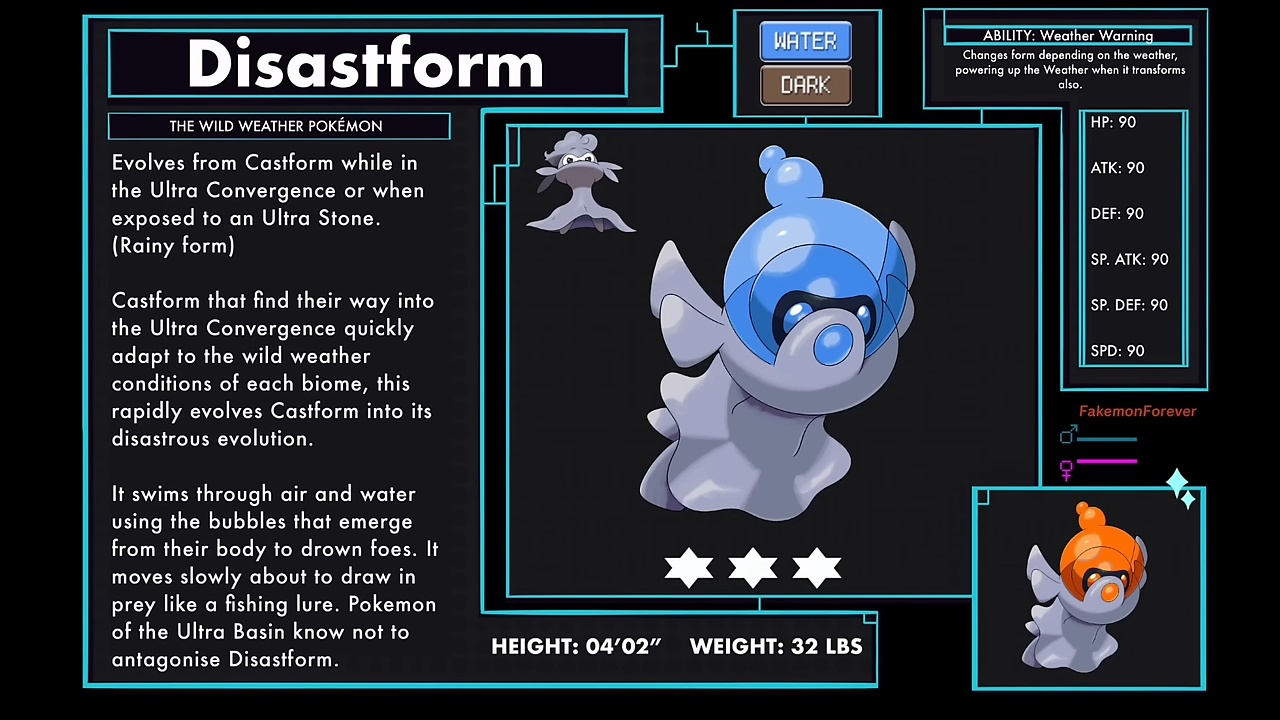 Disastform
THE WILD WEATHER POKÉMON
Evolves from Castform while in
the Ultra Convergence or when
exposed to an Ultra Stone.
(Rainy form)
Castform that find their way into
the Ultra Convergence quickly
adapt to the wild weather
conditions of each biome, this
rapidly evolves Castform into its
disastrous evolution.
It swims through air and water
using the bubbles that emerge
from their body to drown foes. It
moves slowly about to draw in
prey like a fishing lure. Pokemon
of the Ultra Basin know not to
antagonise Disastform.
WATER
DARK
HEIGHT: 04’02” WEIGHT: 32 LBS
ABILITY: Weather Warning
Changes form depending on the weather,
powering up the Weather when it transforms
also.
HP: 90
ATK: 90
DEF: 90
SP. ATK: 90
SP. DEF: 90
SPD: 90
FakemonForever